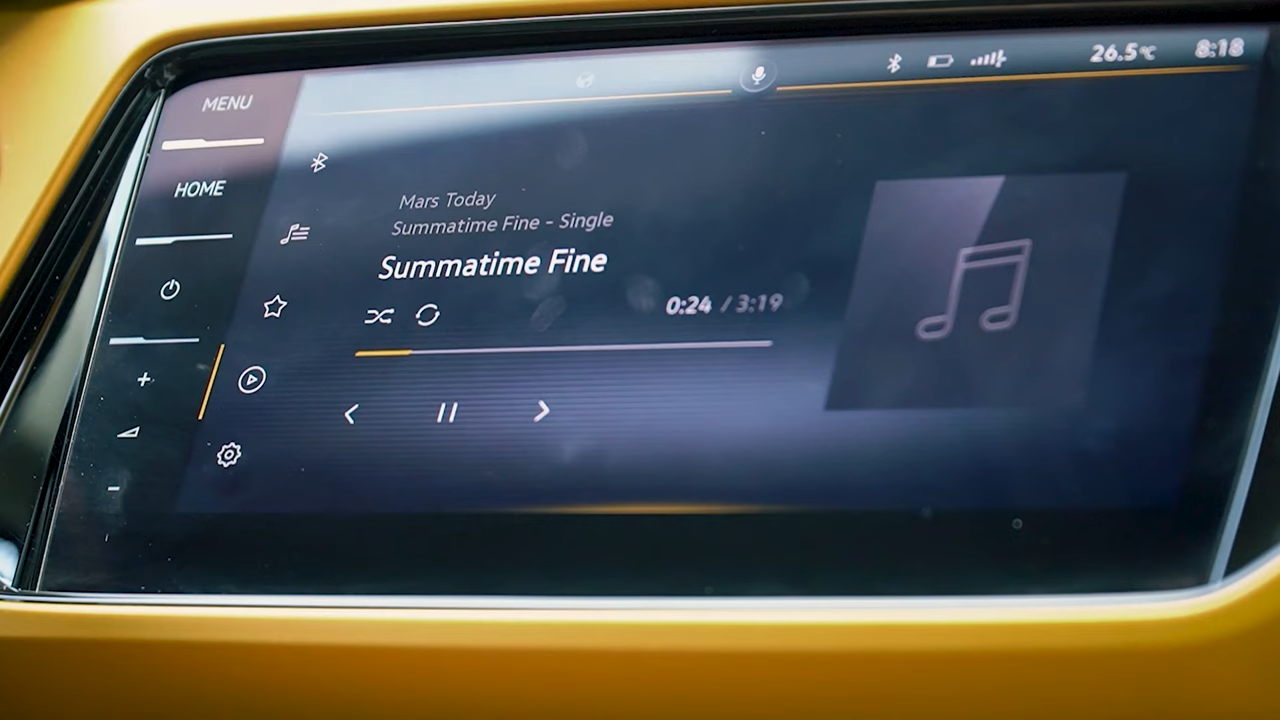 MENU
26.5°C 8:18
HOME
Mars Today
Summatime Fine - Single
Summatime Fine
0:24 / 3:19